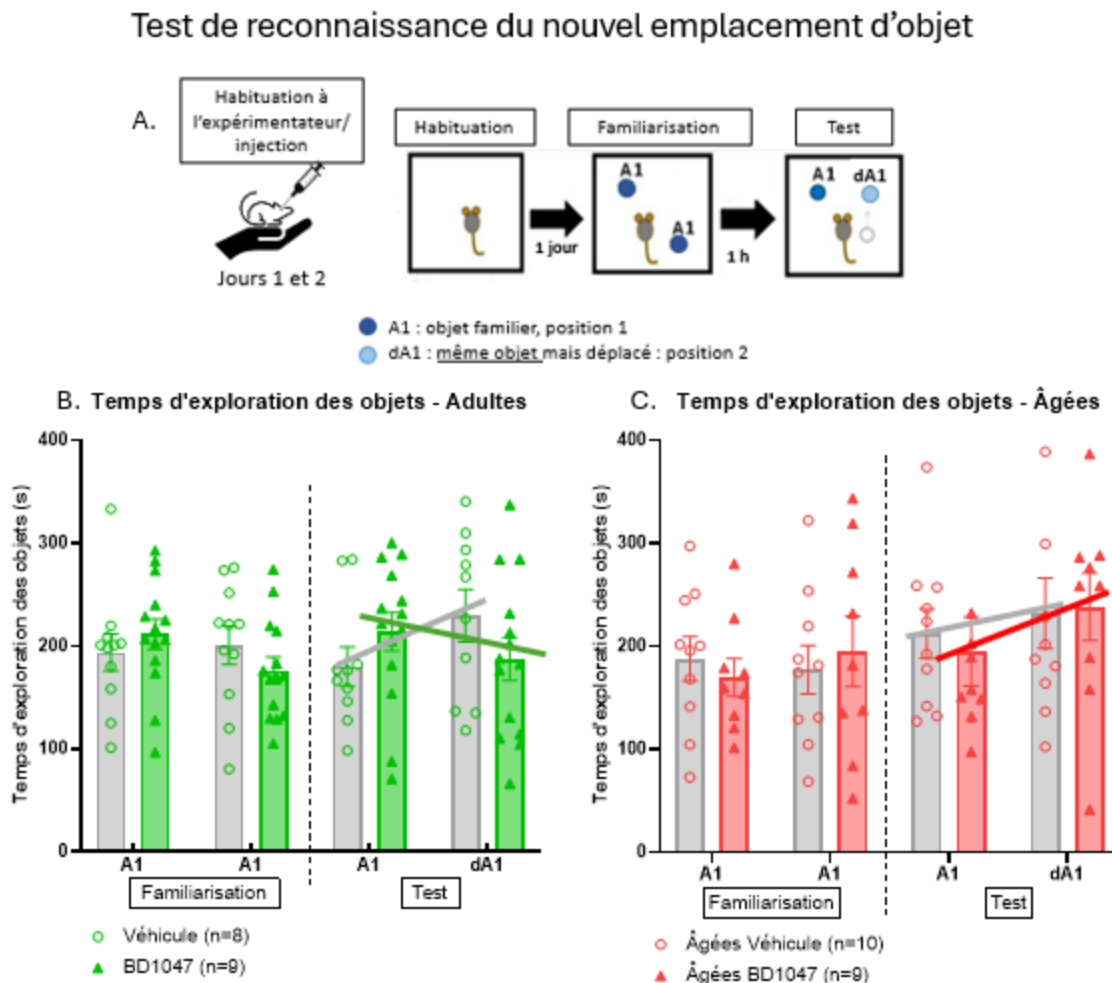 Test de reconnaissance du nouvel emplacement d'objet
A.
Habituation à
l'expérimentateur/
injection
Jours 1 et 2
Habituation
Familiarisation
Test
A1
A1
A1
dA1
1 jour
1 h
A1 : objet familier, position 1
dA1 : même objet mais déplacé : position 2
B. Temps d'exploration des objets - Adultes
Temps d'exploration des objets (s)
400
300
200
100
0
A1
A1
A1
dA1
Familiarisation
Test
Véhicule (n=8)
BD1047 (n=9)
C. Temps d'exploration des objets - Âgées
Temps d'exploration des objets (s)
400
300
200
100
0
A1
A1
A1
dA1
Familiarisation
Test
Âgées Véhicule (n=10)
Âgées BD1047 (n=9)